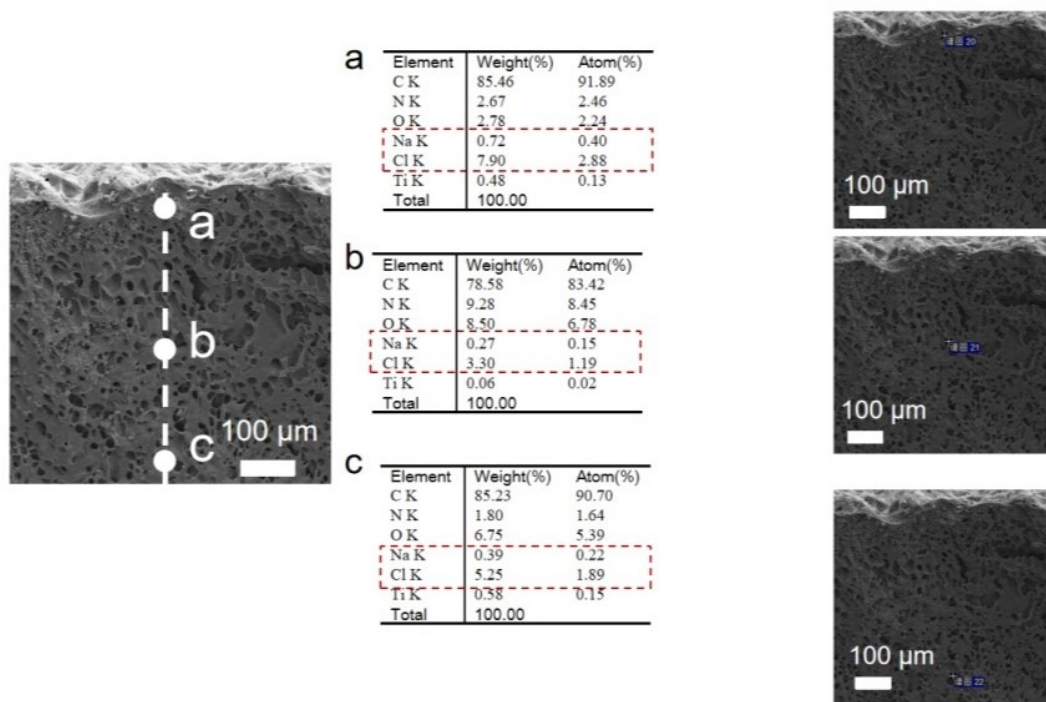 a
Element Weight(%) Atom(%)
C K 85.46 91.89
N K 2.67 2.46
O K 2.78 2.24
Na K 0.72 0.40
Cl K 7.90 2.88
Ti K 0.48 0.13
Total 100.00
b
Element Weight(%) Atom(%)
C K 78.58 83.42
N K 9.28 8.45
O K 8.50 6.78
Na K 0.27 0.15
Cl K 3.30 1.19
Ti K 0.06 0.02
Total 100.00
c
Element Weight(%) Atom(%)
C K 85.23 90.70
N K 1.80 1.64
O K 6.75 5.39
Na K 0.39 0.22
Cl K 5.25 1.89
Ti K 0.58 0.15
Total 100.00
a
b
c
100 μm
20
100 μm
21
100 μm
22
100 μm